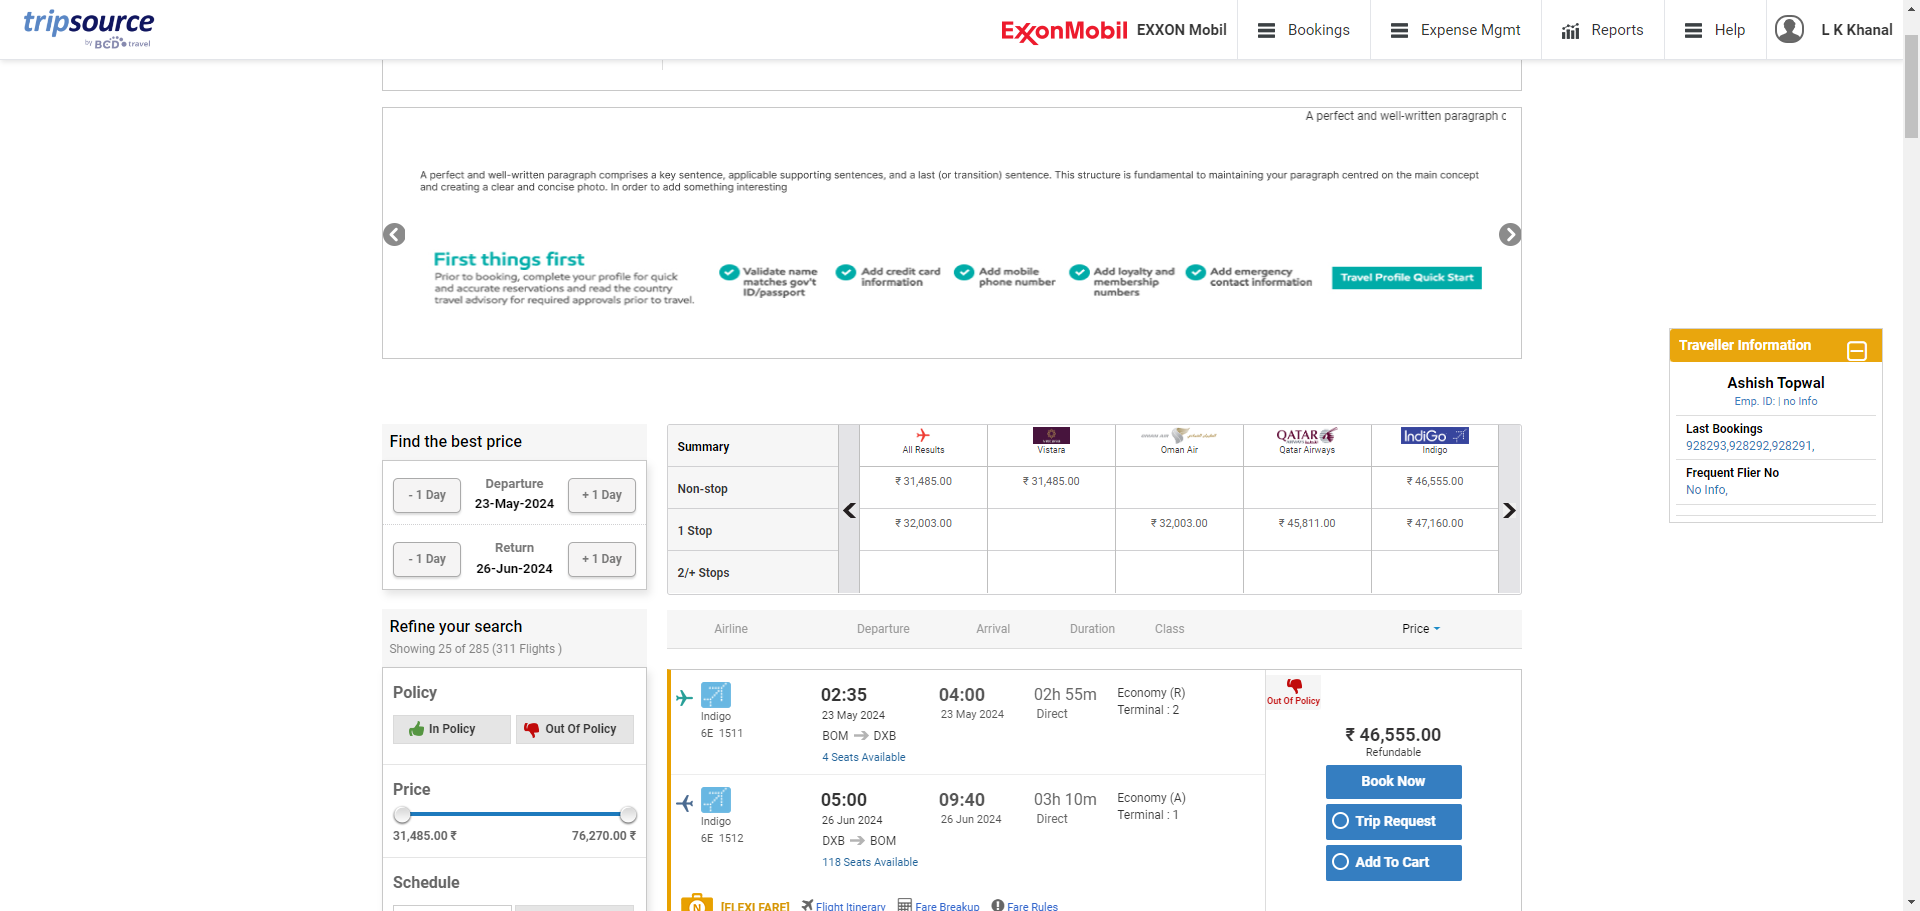 tripsource
by BCD travel
ExxonMobil EXXON Mobil
Bookings
Expense Mgmt
Reports
Help
L K Khanal
A perfect and well-written paragraph c
A perfect and well-written paragraph comprises a key sentence, applicable supporting sentences, and a last (or transition) sentence. This structure is fundamental to maintaining your paragraph centred on the main concept
and creating a clear and concise photo. In order to add something interesting
First things first
Prior to booking, complete your profile for quick
and accurate reservations and read the country
travel advisory for required approvals prior to travel.
Validate name
matches gov't
ID/passport
Add credit card
information
Add mobile
phone number
Add loyalty and
membership
numbers
Add emergency
contact information
Travel Profile Quick Start
Traveller Information
Ashish Topwal
Emp. ID: | no Info
Last Bookings
928293,928292,928291,
Frequent Flier No
No Info,
Find the best price
- 1 Day
Departure
23-May-2024
+ 1 Day
- 1 Day
Return
26-Jun-2024
+ 1 Day
Summary
All Results
Vistara
OMAN AIR
Oman Air
QATAR
AIRWAYS
Qatar Airways
IndiGo
Indigo
Non-stop
₹ 31,485.00
₹ 31,485.00
₹ 46,555.00
1 Stop
₹ 32,003.00
₹ 32,003.00
₹ 45,811.00
₹ 47,160.00
2/+ Stops
Refine your search
Showing 25 of 285 (311 Flights )
Policy
In Policy
Out Of Policy
Price
31,485.00 ₹
76,270.00 ₹
Schedule
Airline
Departure
Arrival
Duration
Class
Price
Indigo
6E 1511
02:35
23 May 2024
BOM DXB
4 Seats Available
04:00
23 May 2024
02h 55m
Direct
Economy (R)
Terminal : 2
Indigo
6E 1512
05:00
26 Jun 2024
DXB BOM
118 Seats Available
09:40
26 Jun 2024
03h 10m
Direct
Economy (A)
Terminal : 1
Out Of Policy
₹ 46,555.00
Refundable
Book Now
Trip Request
Add To Cart
N
[FLEXI FARE]
Flight Itinerary
Fare Breakup
Fare Rules